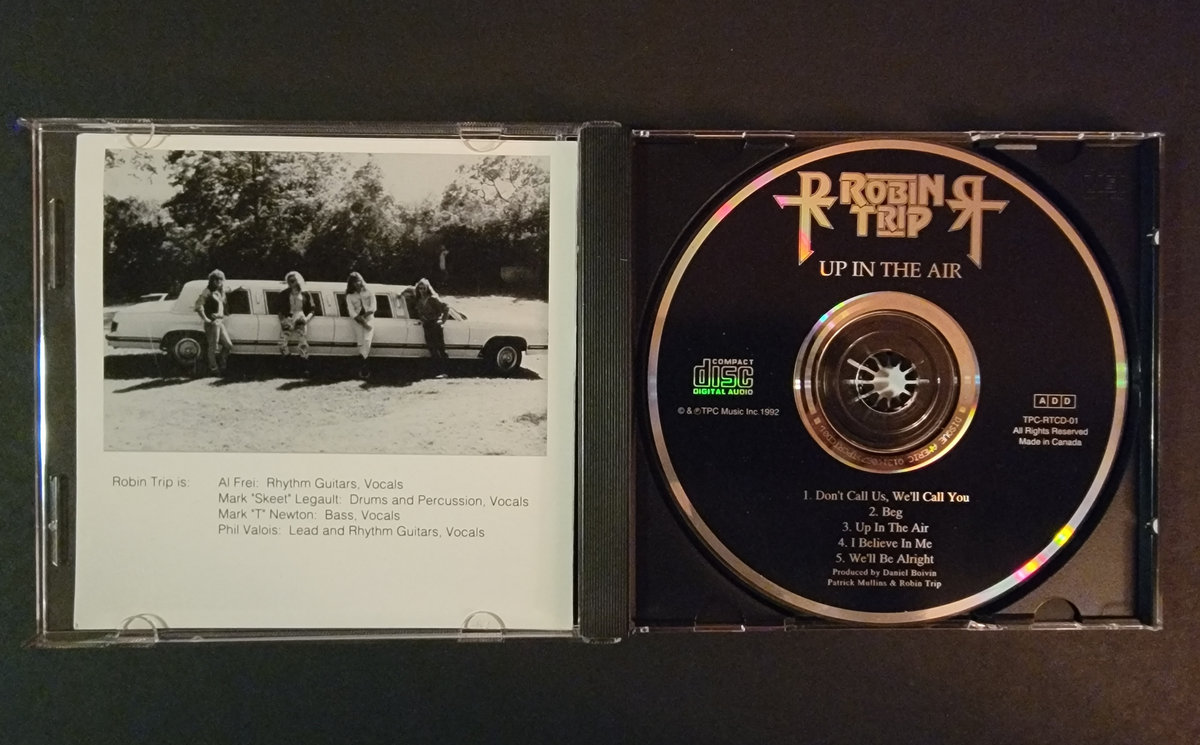 Robin Trip is: Al Frei: Rhythm Guitars, Vocals
Mark "Skeet" Legault: Drums and Percussion, Vocals
Mark "T" Newton: Bass, Vocals
Phil Valois: Lead and Rhythm Guitars, Vocals
R ROBIN R
TRIP
UP IN THE AIR
COMPACT
disc
DIGITAL AUDIO
© & ℗TPC Music Inc.1992
ADD
TPC-RTCD-01
All Rights Reserved
Made in Canada
1. Don't Call Us, We'll Call You
2. Beg
3. Up In The Air
4. I Believe In Me
5. We'll Be Alright
Produced by Daniel Boivin
Patrick Mullins & Robin Trip